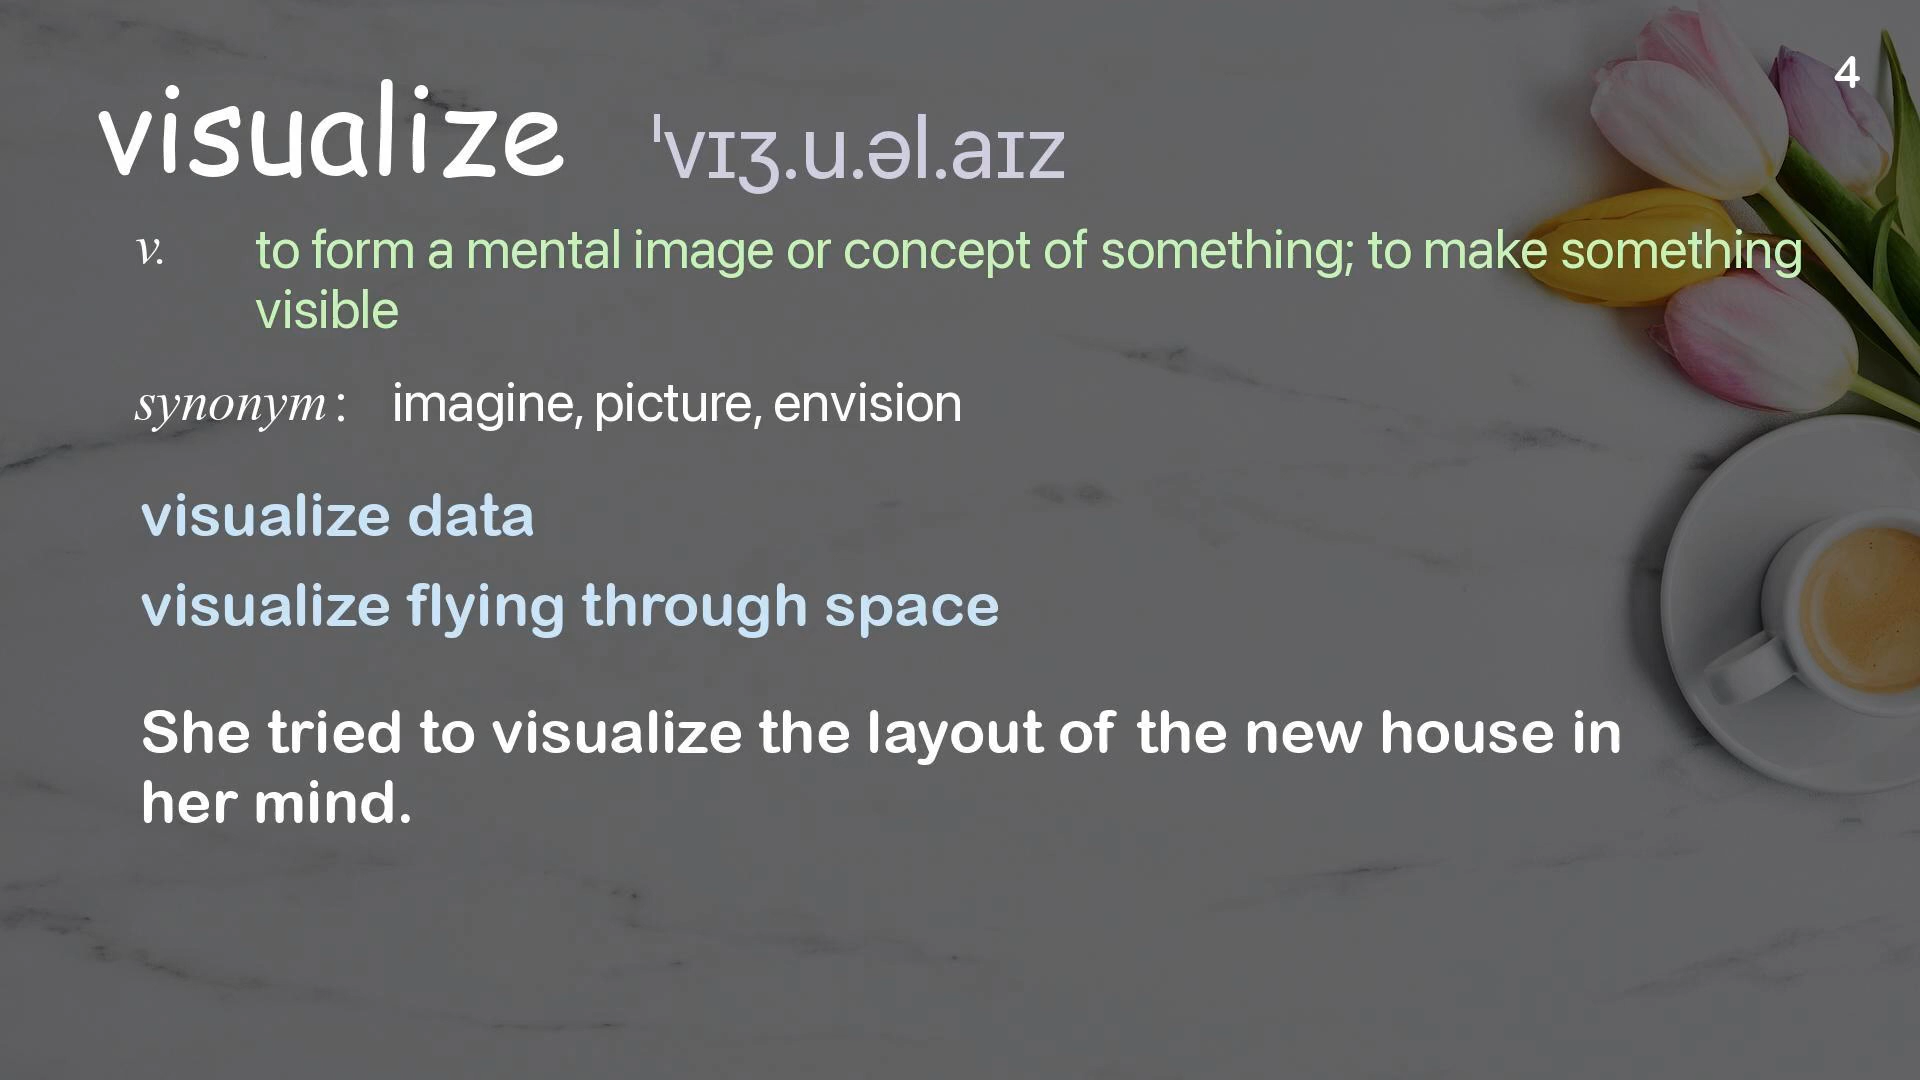 4
visualize ˈvɪʒ.u.əl.aɪz
v. to form a mental image or concept of something; to make something
visible
synonym: imagine, picture, envision
visualize data
visualize flying through space
She tried to visualize the layout of the new house in
her mind.